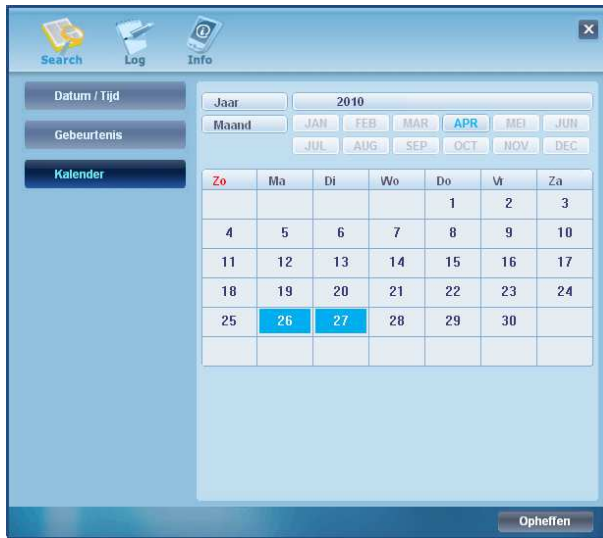 Search Log Info
Datum / Tijd
Gebeurtenis
Kalender
Jaar 2010
Maand JAN FEB MAR APR MEI JUN
JUL AUG SEP OCT NOV DEC
Zo Ma Di Wo Do Vr Za
1 2 3
4 5 6 7 8 9 10
11 12 13 14 15 16 17
18 19 20 21 22 23 24
25 26 27 28 29 30
Opheffen